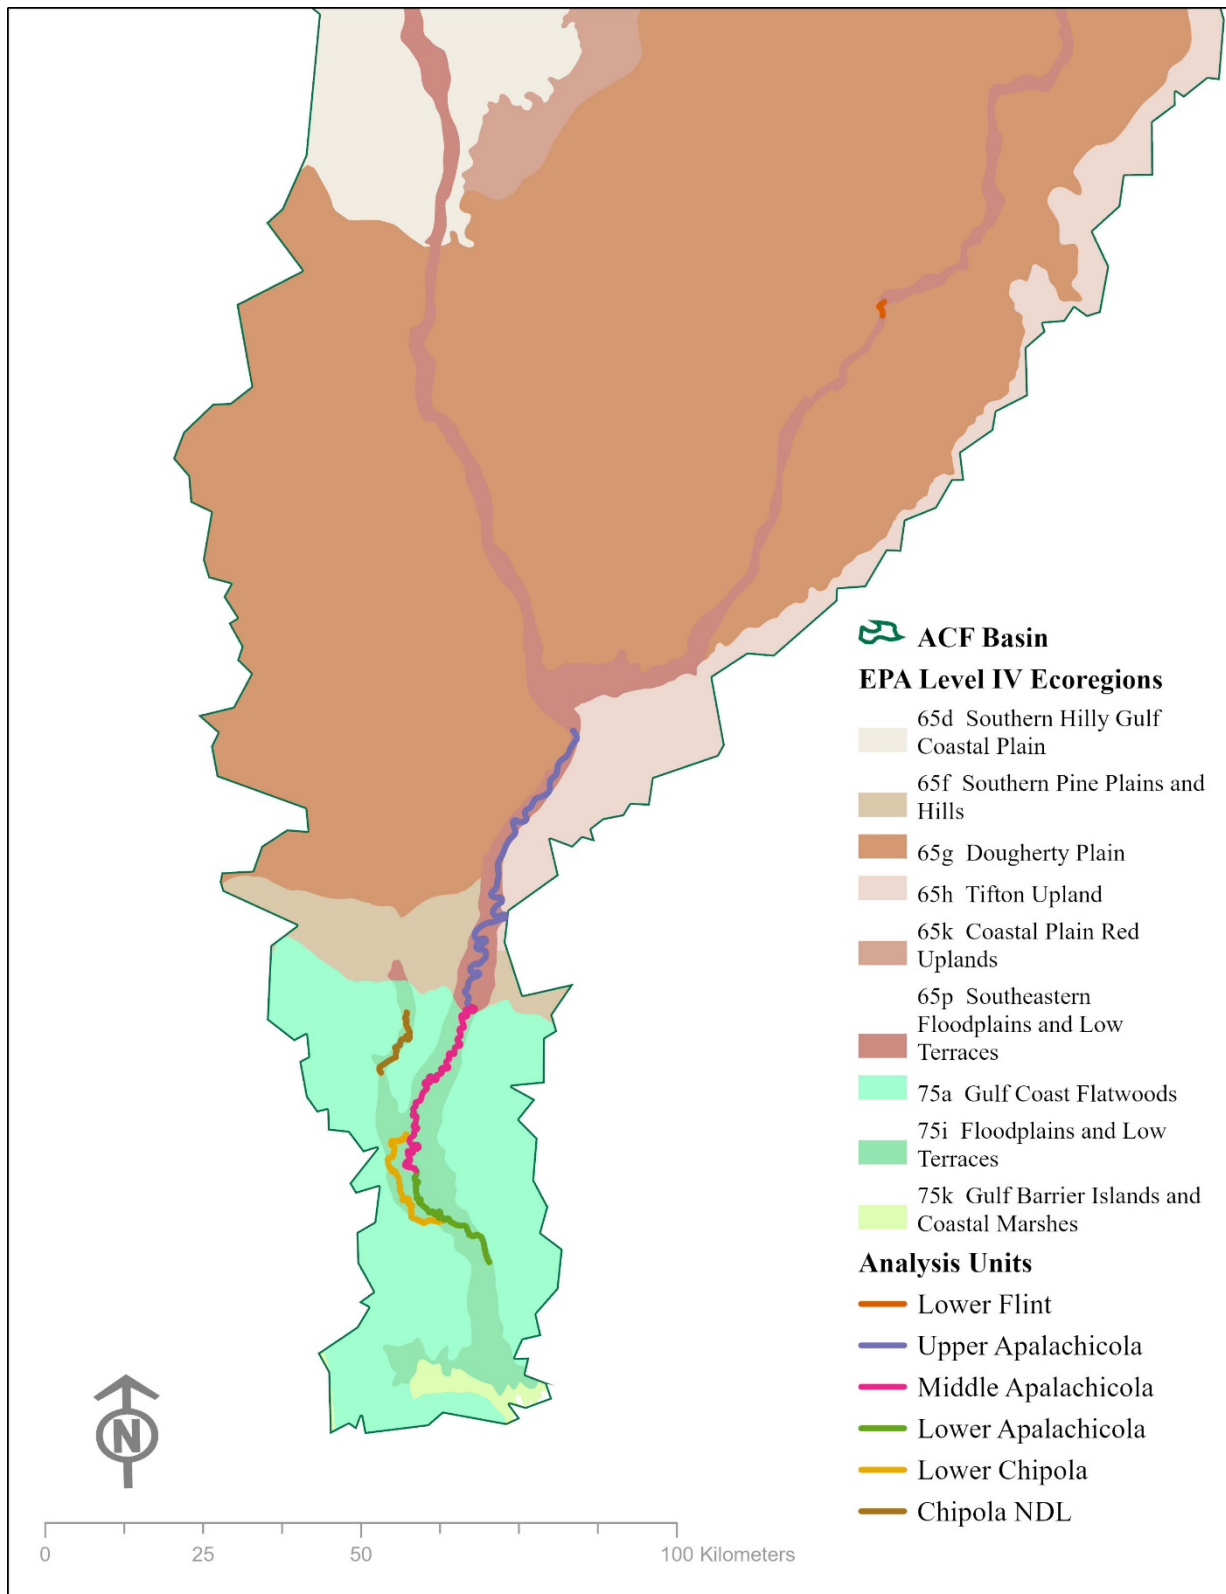 ACF Basin
EPA Level IV Ecoregions
65d Southern Hilly Gulf
Coastal Plain
65f Southern Pine Plains and
Hills
65g Dougherty Plain
65h Tifton Upland
65k Coastal Plain Red
Uplands
65p Southeastern
Floodplains and Low
Terraces
75a Gulf Coast Flatwoods
75i Floodplains and Low
Terraces
75k Gulf Barrier Islands and
Coastal Marshes
Analysis Units
Lower Flint
Upper Apalachicola
Middle Apalachicola
Lower Apalachicola
Lower Chipola
Chipola NDL
N
0 25 50 100 Kilometers